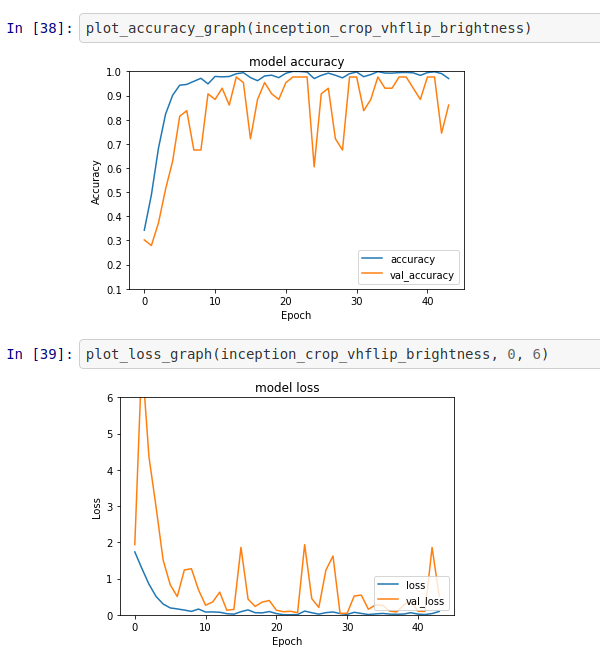 In [38]: plot_accuracy_graph(inception_crop_vhflip_brightness)
model accuracy
1.0
0.9
0.8
0.7
0.6
0.5
0.4
0.3
0.2
0.1
Accuracy
accuracy
val_accuracy
0 10 20 30 40
Epoch
In [39]: plot_loss_graph(inception_crop_vhflip_brightness, 0, 6)
model loss
6
5
4
3
2
1
0
Loss
loss
val_loss
0 10 20 30 40
Epoch